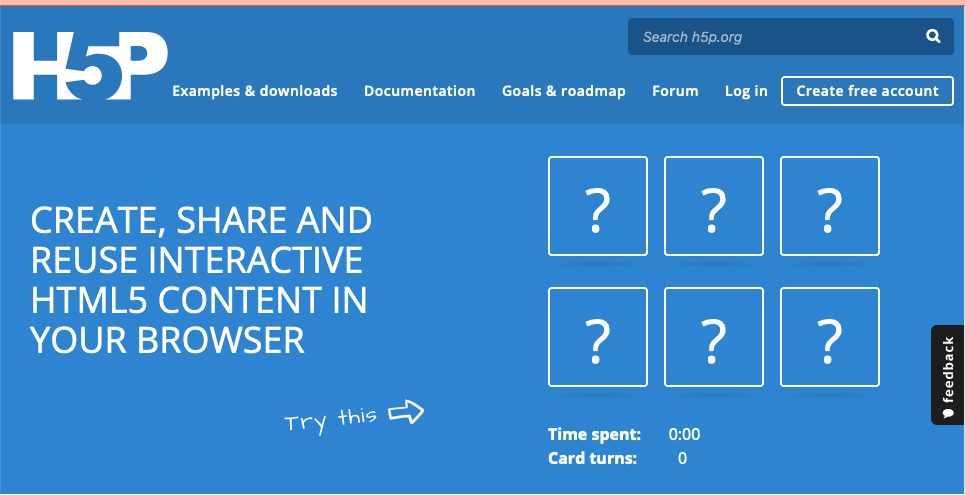 H5P
Search h5p.org
Examples & downloads
Documentation
Goals & roadmap
Forum
Log in
Create free account
CREATE, SHARE AND
REUSE INTERACTIVE
HTML5 CONTENT IN
YOUR BROWSER
Try this
? ? ?
? ? ?
Time spent: 0:00
Card turns: 0
feedback